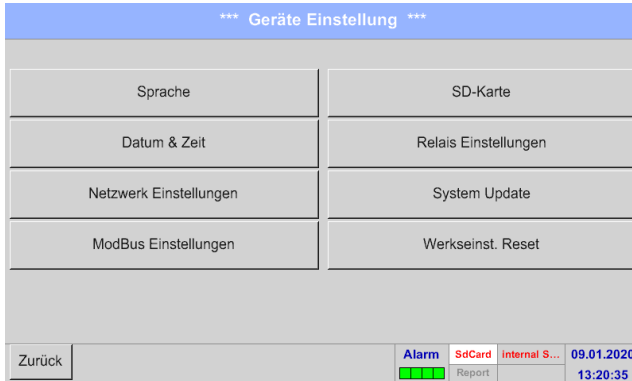 *** Geräte Einstellung ***
Sprache
SD-Karte
Datum & Zeit
Relais Einstellungen
Netzwerk Einstellungen
System Update
ModBus Einstellungen
Werkseinst. Reset
Zurück
Alarm
SdCard
internal S...
09.01.2020
Report
13:20:35